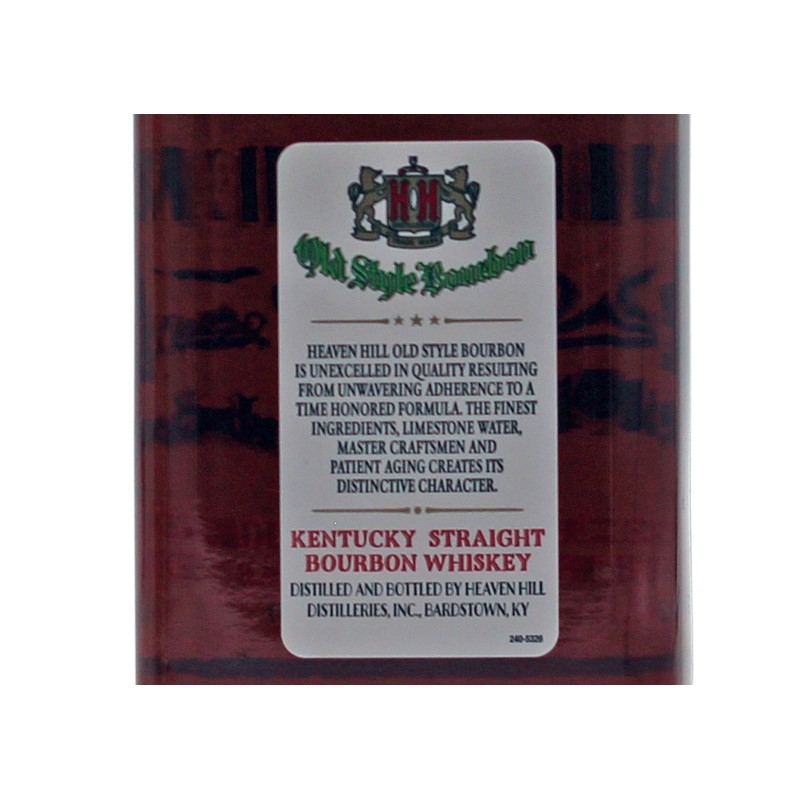 H H
TRADE MARK
Old Style Bourbon
HEAVEN HILL OLD STYLE BOURBON
IS UNEXCELLED IN QUALITY RESULTING
FROM UNWAVERING ADHERENCE TO A
TIME HONORED FORMULA. THE FINEST
INGREDIENTS, LIMESTONE WATER,
MASTER CRAFTSMEN AND
PATIENT AGING CREATES ITS
DISTINCTIVE CHARACTER.
KENTUCKY STRAIGHT
BOURBON WHISKEY
DISTILLED AND BOTTLED BY HEAVEN HILL
DISTILLERIES, INC., BARDSTOWN, KY
240-5326